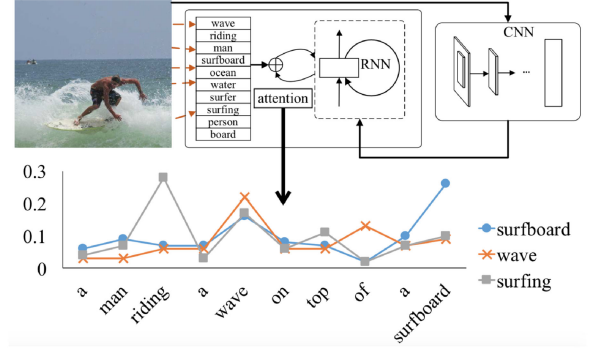 wave
riding
man
surfboard
ocean
water
surfer
surfing
person
board
attention
RNN
CNN
...
0.3
0.2
0.1
0
a
man
riding
a
wave
on
top
of
a
surfboard
surfboard
wave
surfing